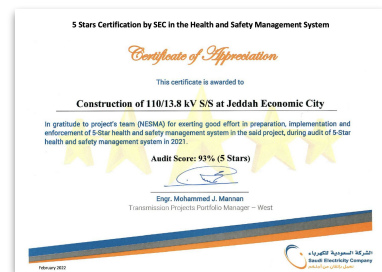 5 Stars Certification by SEC in the Health and Safety Management System
Certificate of Appreciation
This certificate is awarded to
Construction of 110/13.8 kV S/S at Jeddah Economic City
In gratitude to project's team (NESMA) for exerting good effort in preparation, implementation and
enforcement of 5-Star health and safety management system in the said project, during audit of 5-Star
health and safety management system in 2021.
Audit Score: 93% (5 Stars)
Engr. Mohammed J. Mannan
Transmission Projects Portfolio Manager – West
الشركة السعودية للكهرباء
Saudi Electricity Company
February 2022